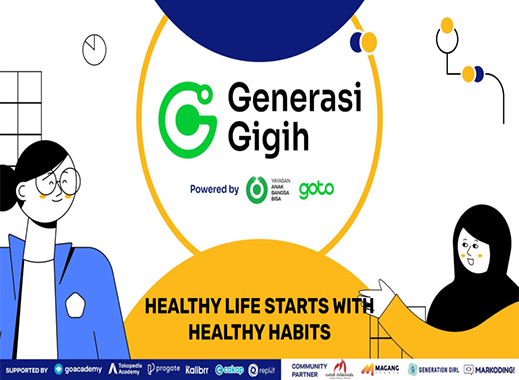 Generasi
Gigih
Powered by
YAYASAN
ANAK
BANGSA
BISA
goto
HEALTHY LIFE STARTS WITH
HEALTHY HABITS
SUPPORTED BY
goacademy
Tokopedia
Academy
progate
Kalibrr
cakap
replit
COMMUNITY
PARTNER
MAGANG
GENERATION GIRL
MARKODING!